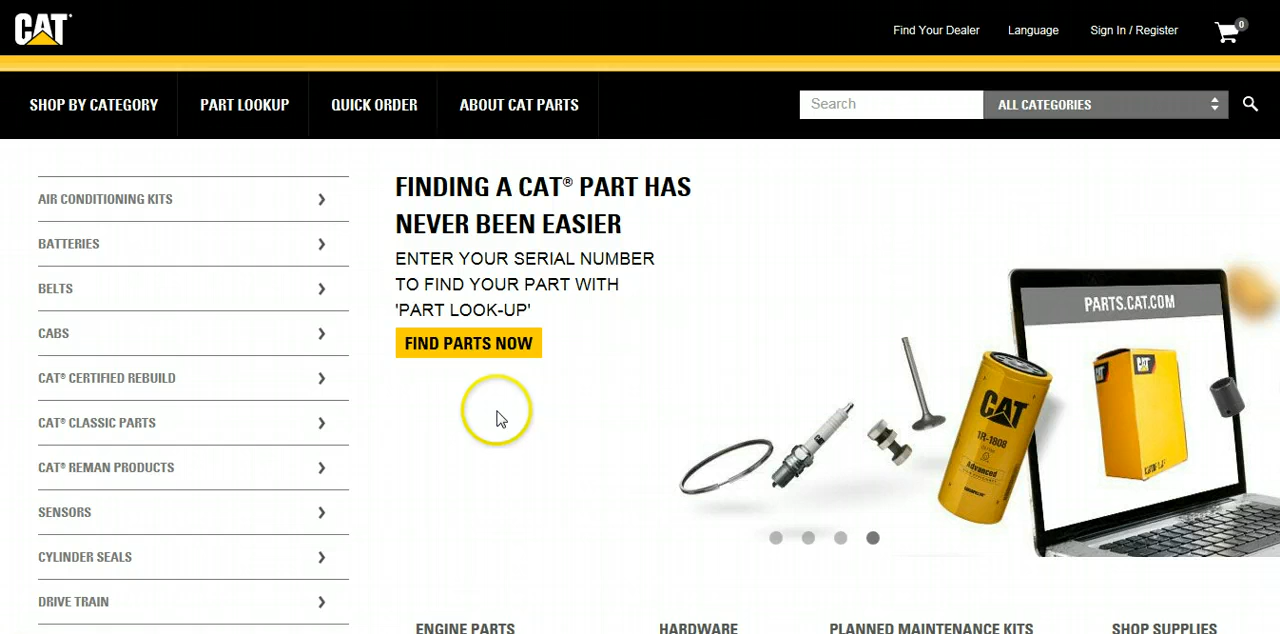 CAT
Find Your Dealer
Language
Sign In / Register
0
SHOP BY CATEGORY
PART LOOKUP
QUICK ORDER
ABOUT CAT PARTS
Search
ALL CATEGORIES
AIR CONDITIONING KITS
BATTERIES
BELTS
CABS
CAT® CERTIFIED REBUILD
CAT® CLASSIC PARTS
CAT® REMAN PRODUCTS
SENSORS
CYLINDER SEALS
DRIVE TRAIN
FINDING A CAT® PART HAS
NEVER BEEN EASIER
ENTER YOUR SERIAL NUMBER
TO FIND YOUR PART WITH
'PART LOOK-UP'
FIND PARTS NOW
PARTS.CAT.COM
CAT
CAT
CAT
1R-1808
Advanced
ENGINE PARTS
HARDWARE
PLANNED MAINTENANCE KITS
SHOP SUPPLIES